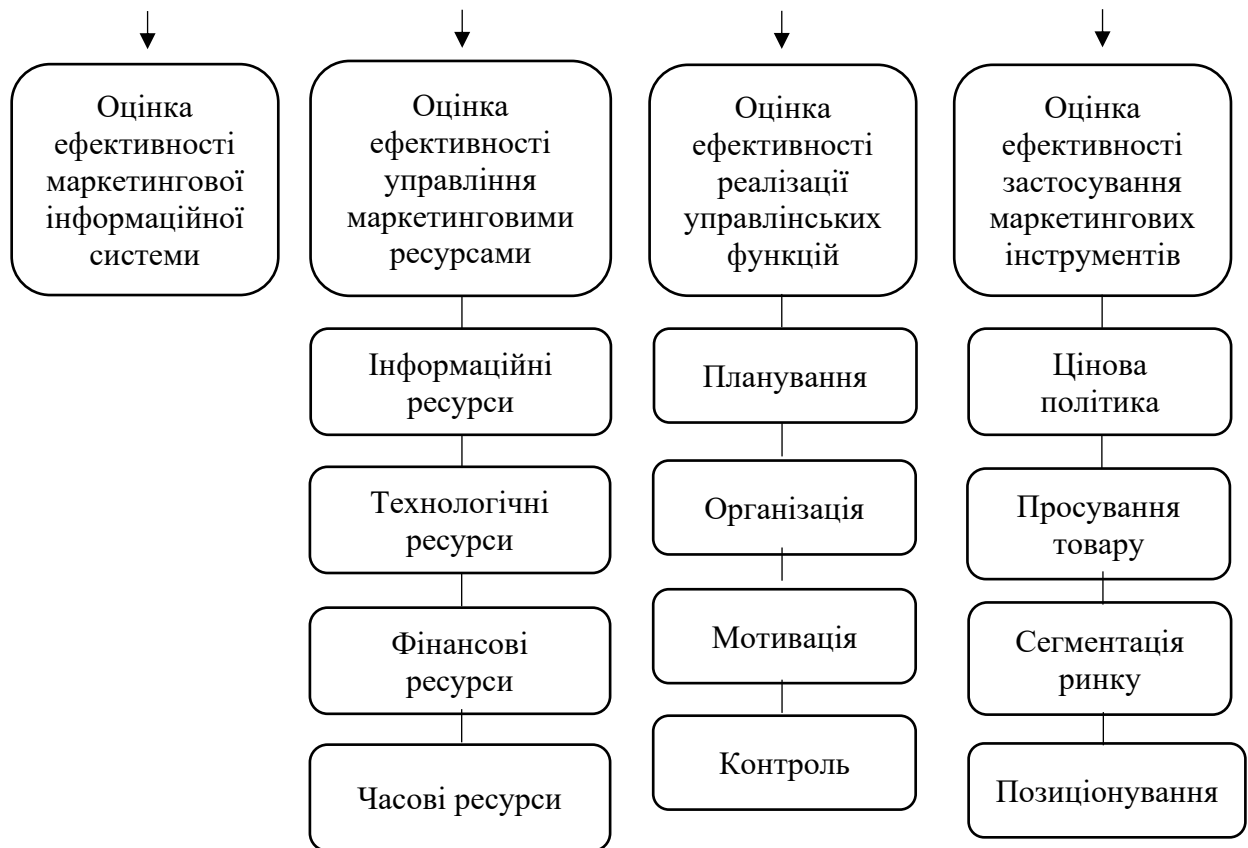 Оцінка
ефективності
маркетингової
інформаційної
системи
Оцінка
ефективності
управління
маркетинговими
ресурсами
Інформаційні
ресурси
Технологічні
ресурси
Фінансові
ресурси
Часові ресурси
Оцінка
ефективності
реалізації
управлінських
функцій
Планування
Організація
Мотивація
Контроль
Оцінка
ефективності
застосування
маркетингових
інструментів
Цінова
політика
Просування
товару
Сегментація
ринку
Позиціонування